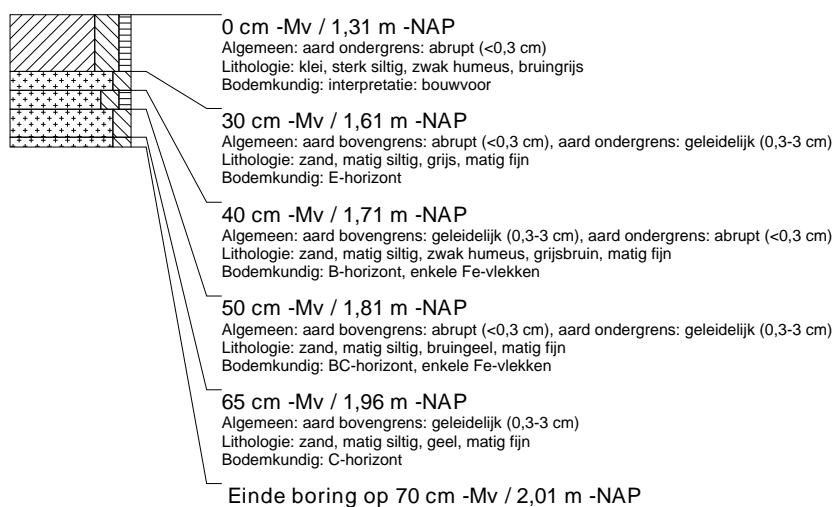 0 cm -Mv / 1,31 m -NAP
Algemeen: aard ondergrens: abrupt (<0,3 cm)
Lithologie: klei, sterk siltig, zwak humeus, bruingrijs
Bodemkundig: interpretatie: bouwvoor
30 cm -Mv / 1,61 m -NAP
Algemeen: aard bovengrens: abrupt (<0,3 cm), aard ondergrens: geleidelijk (0,3-3 cm)
Lithologie: zand, matig siltig, grijs, matig fijn
Bodemkundig: E-horizont
40 cm -Mv / 1,71 m -NAP
Algemeen: aard bovengrens: geleidelijk (0,3-3 cm), aard ondergrens: abrupt (<0,3 cm)
Lithologie: zand, matig siltig, zwak humeus, grijsbruin, matig fijn
Bodemkundig: B-horizont, enkele Fe-vlekken
50 cm -Mv / 1,81 m -NAP
Algemeen: aard bovengrens: abrupt (<0,3 cm), aard ondergrens: geleidelijk (0,3-3 cm)
Lithologie: zand, matig siltig, bruingeel, matig fijn
Bodemkundig: BC-horizont, enkele Fe-vlekken
65 cm -Mv / 1,96 m -NAP
Algemeen: aard bovengrens: geleidelijk (0,3-3 cm)
Lithologie: zand, matig siltig, geel, matig fijn
Bodemkundig: C-horizont
Einde boring op 70 cm -Mv / 2,01 m -NAP